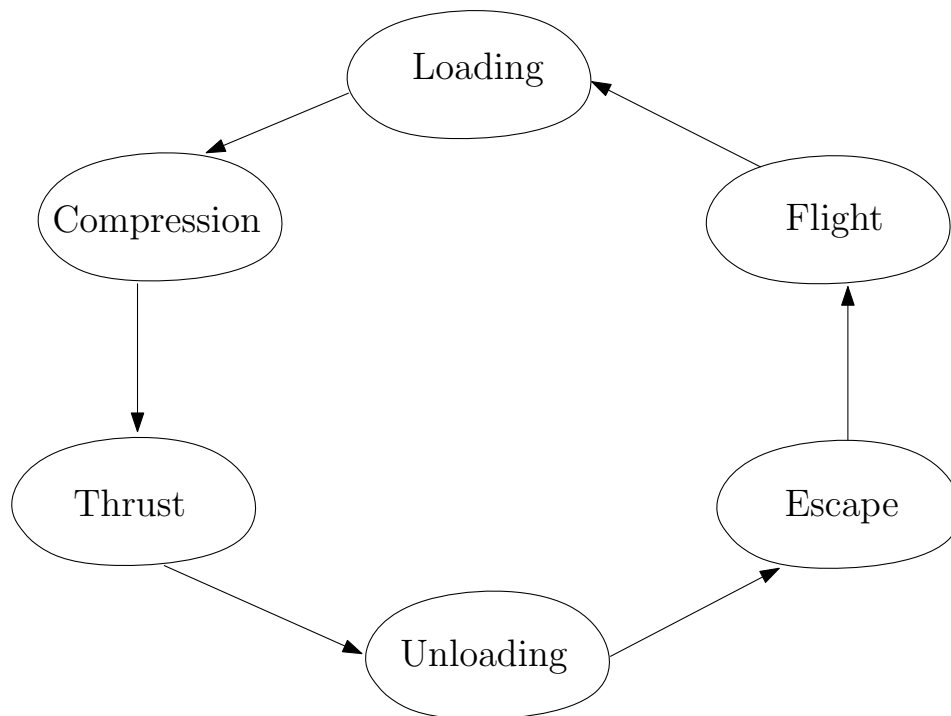 Loading
Compression
Flight
Thrust
Escape
Unloading